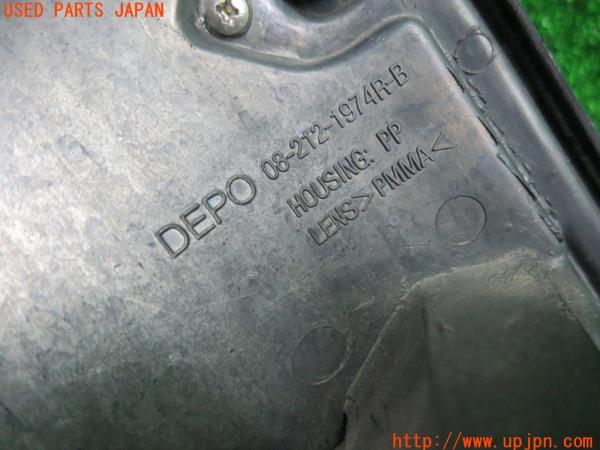 USED PARTS JAPAN
DEPO 08-212-1974R-B
HOUSING: PP
LENS>PMMA<
http://www.upjpn.com/